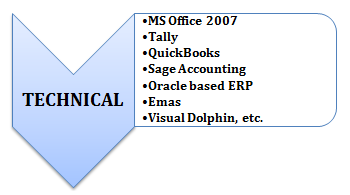 TECHNICAL
•MS Office 2007
•Tally
•QuickBooks
•Sage Accounting
•Oracle based ERP
•Emas
•Visual Dolphin, etc.